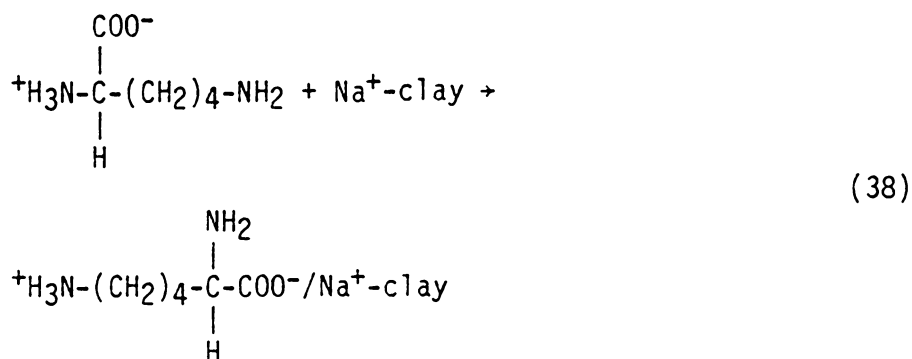 COO⁻
|
⁺H₃N-C-(CH₂)₄-NH₂ + Na⁺-clay →
|
H
(38)
NH₂
|
⁺H₃N-(CH₂)₄-C-COO⁻/Na⁺-clay
|
H